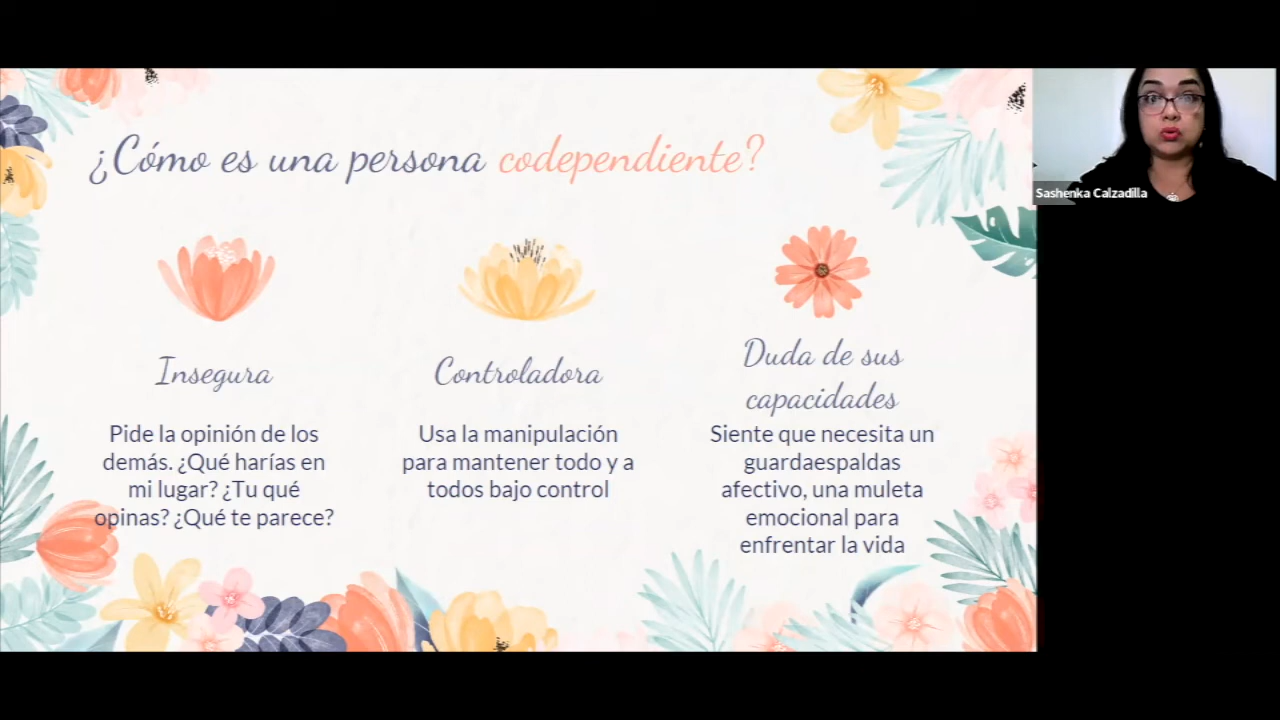 ¿Cómo es una persona codependiente?
Insegura
Pide la opinión de los
demás. ¿Qué harías en
mi lugar? ¿Tu qué
opinas? ¿Qué te parece?
Controladora
Usa la manipulación
para mantener todo y a
todos bajo control
Duda de sus
capacidades
Siente que necesita un
guardaespaldas
afectivo, una muleta
emocional para
enfrentar la vida
Sashenka Calzadilla